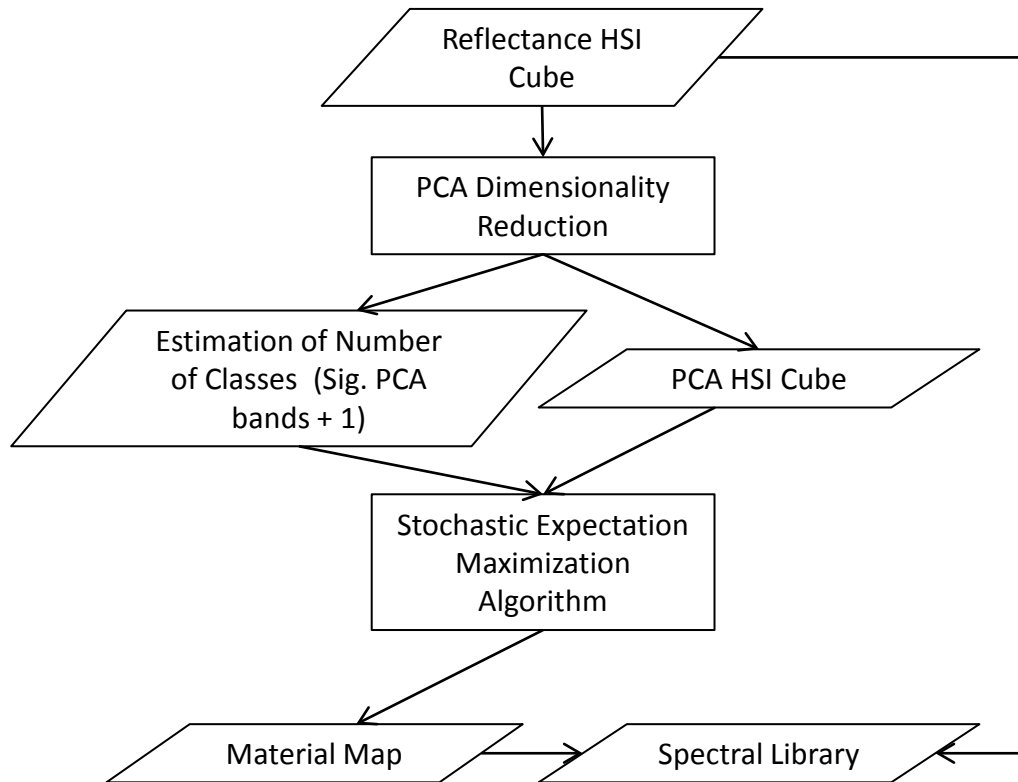 Reflectance HSI
Cube
PCA Dimensionality
Reduction
Estimation of Number
of Classes (Sig. PCA
bands + 1)
PCA HSI Cube
Stochastic Expectation
Maximization
Algorithm
Material Map
Spectral Library